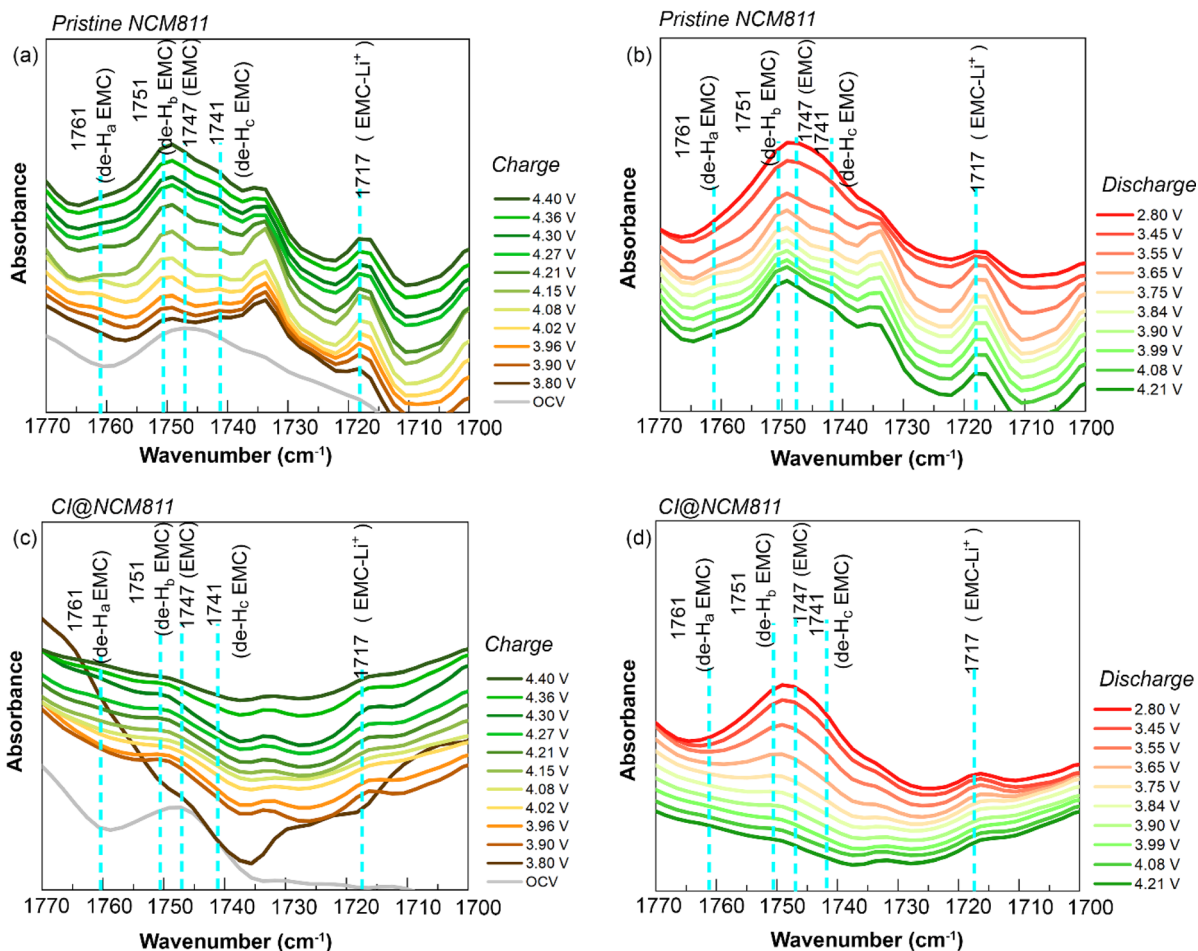 Pristine NCM811
(a)
1761
(de-Ha EMC)
1751
(de-Hb EMC)
1747 (EMC)
1741
(de-Hc EMC)
1717 ( EMC-Li+ )
Absorbance
1770 1760 1750 1740 1730 1720 1710 1700
Wavenumber (cm-1)
Charge
4.40 V
4.36 V
4.30 V
4.27 V
4.21 V
4.15 V
4.08 V
4.02 V
3.96 V
3.90 V
3.80 V
OCV
Pristine NCM811
(b)
1761
(de-Ha EMC)
1751
(de-Hb EMC)
1747 (EMC)
1741
(de-Hc EMC)
1717 ( EMC-Li+ )
Absorbance
1770 1760 1750 1740 1730 1720 1710 1700
Wavenumber (cm-1)
Discharge
2.80 V
3.45 V
3.55 V
3.65 V
3.75 V
3.84 V
3.90 V
3.99 V
4.08 V
4.21 V
CI@NCM811
(c)
1761
(de-Ha EMC)
1751
(de-Hb EMC)
1747 (EMC)
1741
(de-Hc EMC)
1717 ( EMC-Li+ )
Absorbance
1770 1760 1750 1740 1730 1720 1710 1700
Wavenumber (cm-1)
Charge
4.40 V
4.36 V
4.30 V
4.27 V
4.21 V
4.15 V
4.08 V
4.02 V
3.96 V
3.90 V
3.80 V
OCV
CI@NCM811
(d)
1761
(de-Ha EMC)
1751
(de-Hb EMC)
1747 (EMC)
1741
(de-Hc EMC)
1717 ( EMC-Li+ )
Absorbance
1770 1760 1750 1740 1730 1720 1710 1700
Wavenumber (cm-1)
Discharge
2.80 V
3.45 V
3.55 V
3.65 V
3.75 V
3.84 V
3.90 V
3.99 V
4.08 V
4.21 V